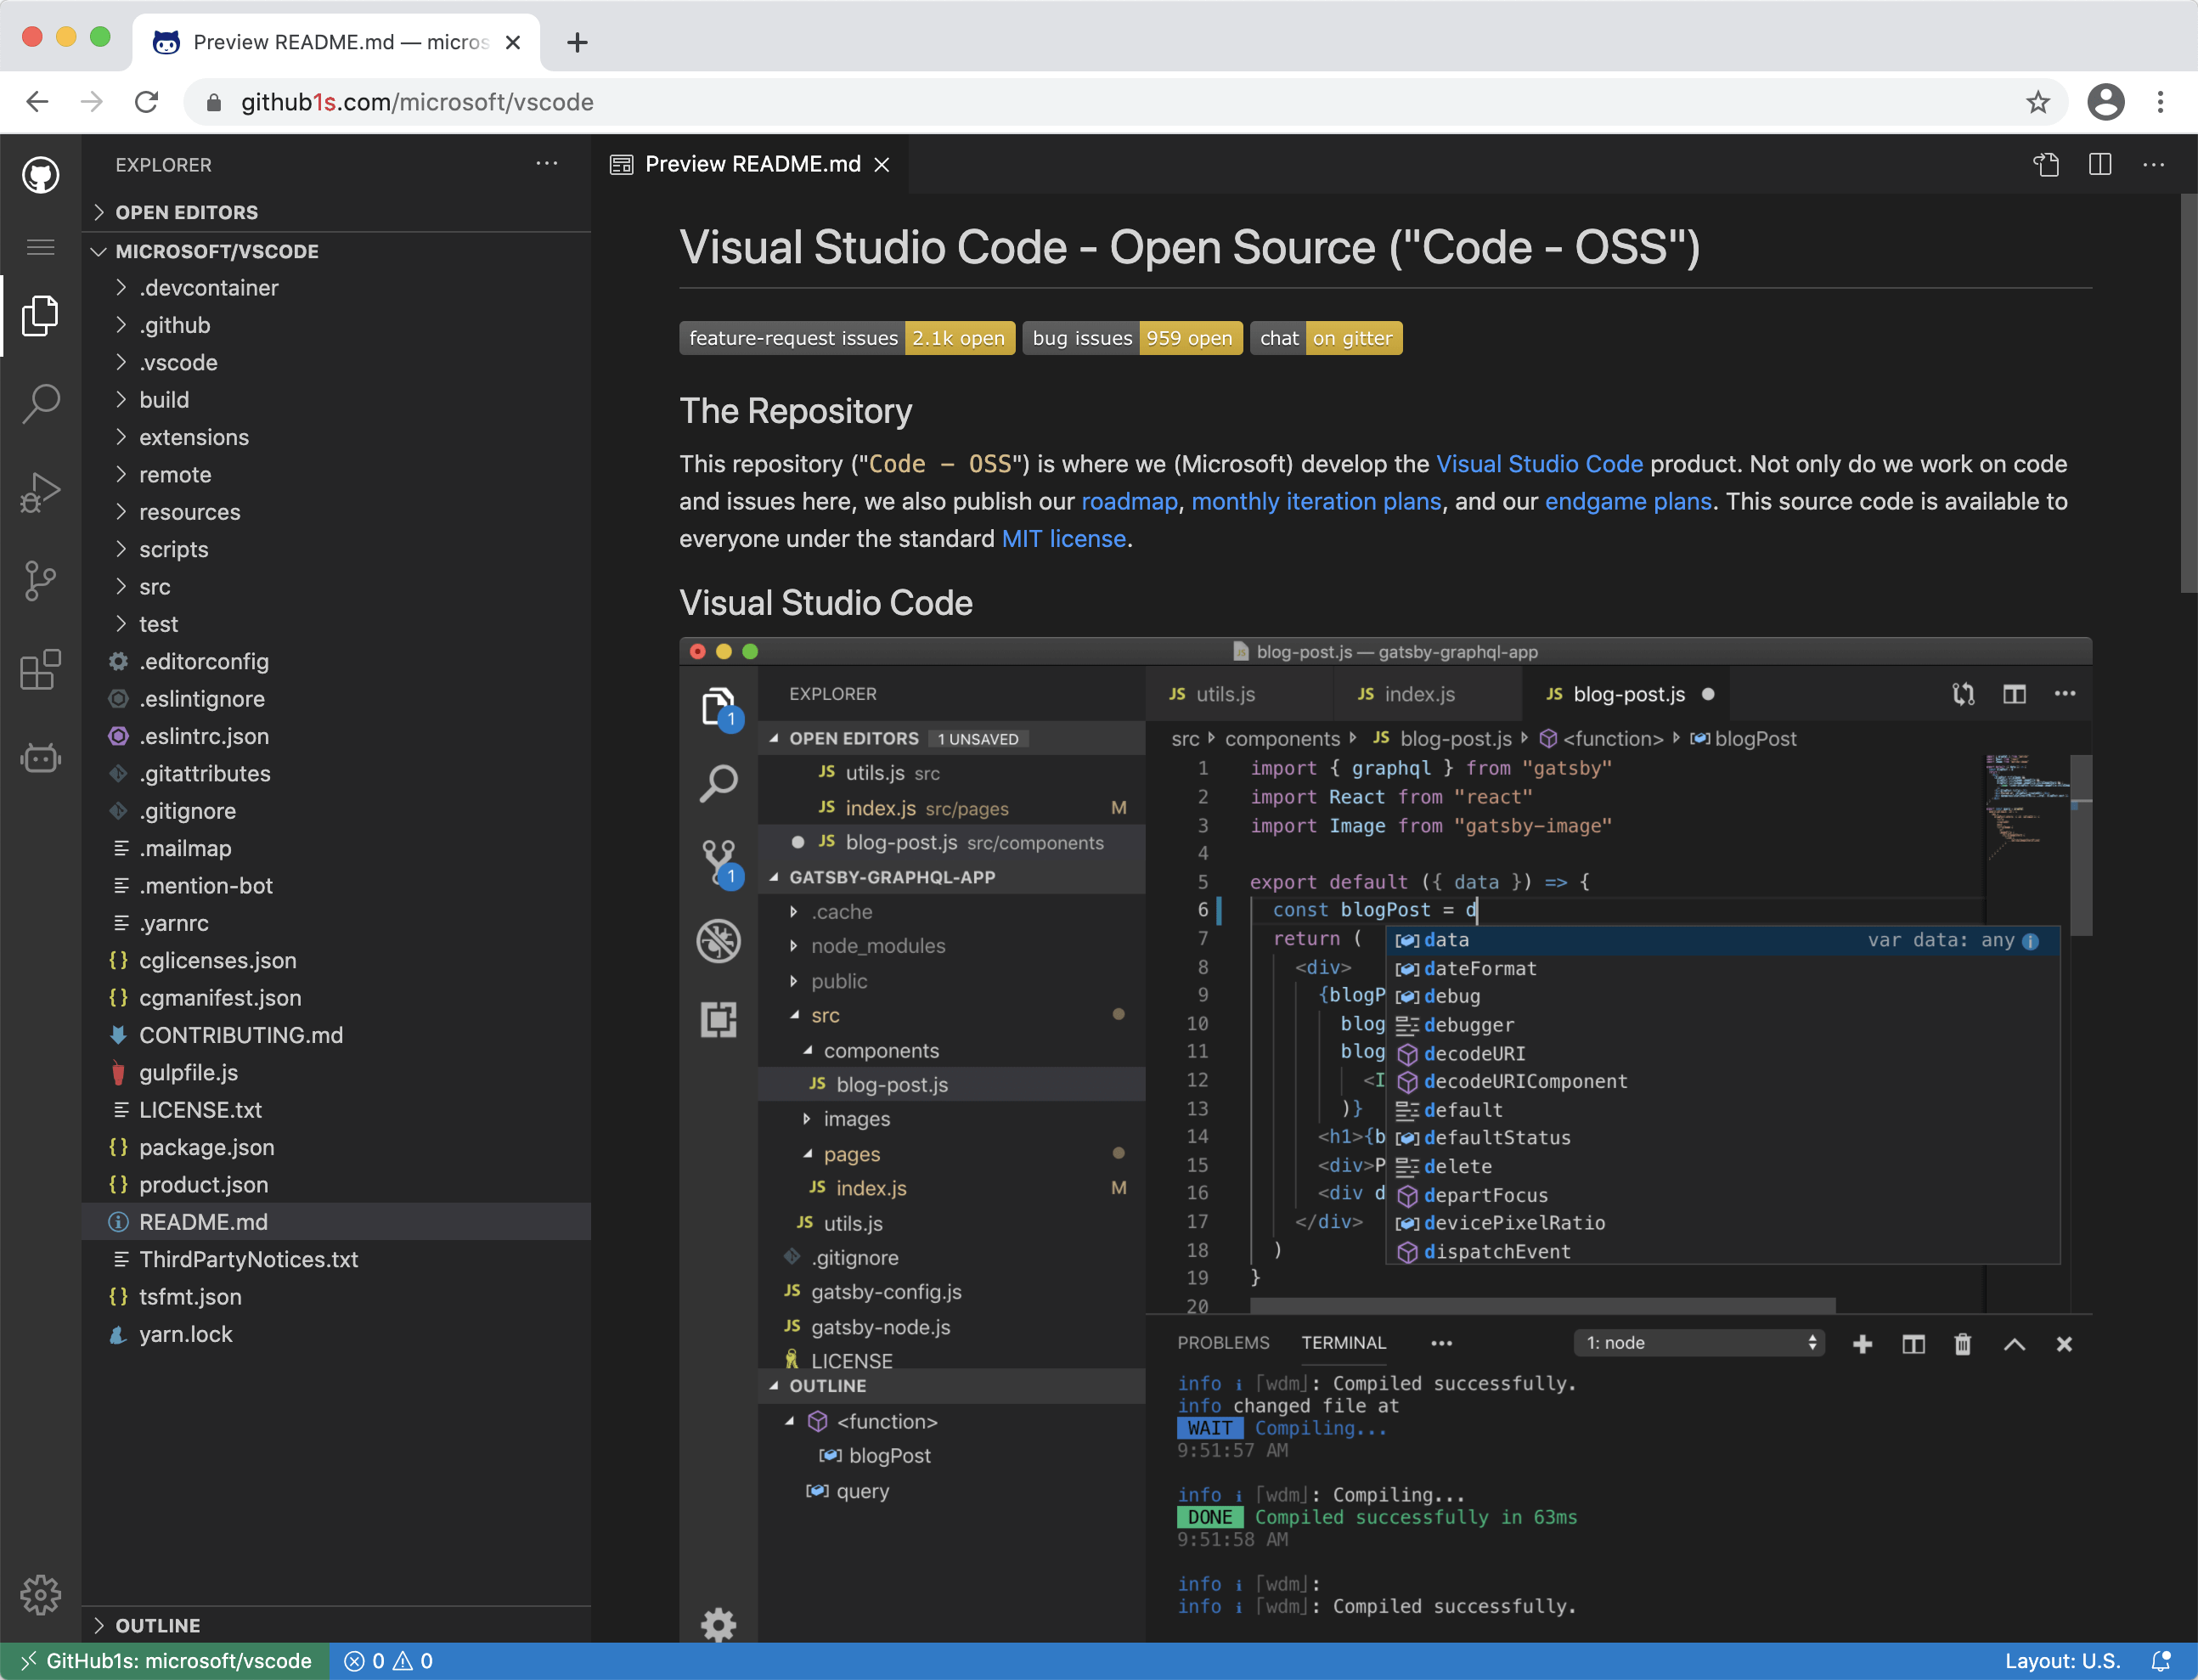 Preview README.md — micros
github1s.com/microsoft/vscode
EXPLORER
OPEN EDITORS
MICROSOFT/VSCODE
.devcontainer
.github
.vscode
build
extensions
remote
resources
scripts
src
test
.editorconfig
.eslintignore
.eslintrc.json
.gitattributes
.gitignore
.mailmap
.mention-bot
.yarnrc
cglicenses.json
cgmanifest.json
CONTRIBUTING.md
gulpfile.js
LICENSE.txt
package.json
product.json
README.md
ThirdPartyNotices.txt
tsfmt.json
yarn.lock
OUTLINE
Preview README.md
Visual Studio Code - Open Source ("Code - OSS")
feature-request issues 2.1k open bug issues 959 open chat on gitter
The Repository
This repository ("Code - OSS") is where we (Microsoft) develop the Visual Studio Code product. Not only do we work on code
and issues here, we also publish our roadmap, monthly iteration plans, and our endgame plans. This source code is available to
everyone under the standard MIT license.
Visual Studio Code
blog-post.js — gatsby-graphql-app
EXPLORER
1
1
OPEN EDITORS 1 UNSAVED
JS utils.js src
JS index.js src/pages M
JS blog-post.js src/components
GATSBY-GRAPHQL-APP
.cache
node_modules
public
src
components
JS blog-post.js
images
pages
JS index.js M
JS utils.js
.gitignore
JS gatsby-config.js
JS gatsby-node.js
LICENSE
OUTLINE
<function>
blogPost
query
JS utils.js JS index.js JS blog-post.js
src components JS blog-post.js <function> blogPost
1 import { graphql } from "gatsby"
2 import React from "react"
3 import Image from "gatsby-image"
4
5 export default ({ data }) => {
6 const blogPost = d
7 return (
8 <div>
9 {blogP
10 blog
11 blog
12 <I
13 )}
14 <h1>{b
15 <div>P
16 <div d
17 </div>
18 )
19 }
20
data var data: any
dateFormat
debug
debugger
decodeURI
decodeURIComponent
default
defaultStatus
delete
departFocus
devicePixelRatio
dispatchEvent
PROBLEMS TERMINAL 1: node
info i ｢wdm｣: Compiled successfully.
info changed file at
WAIT Compiling...
9:51:57 AM
info i ｢wdm｣: Compiling...
DONE Compiled successfully in 63ms
9:51:58 AM
info i ｢wdm｣:
info i ｢wdm｣: Compiled successfully.
GitHub1s: microsoft/vscode 0 0 Layout: U.S.